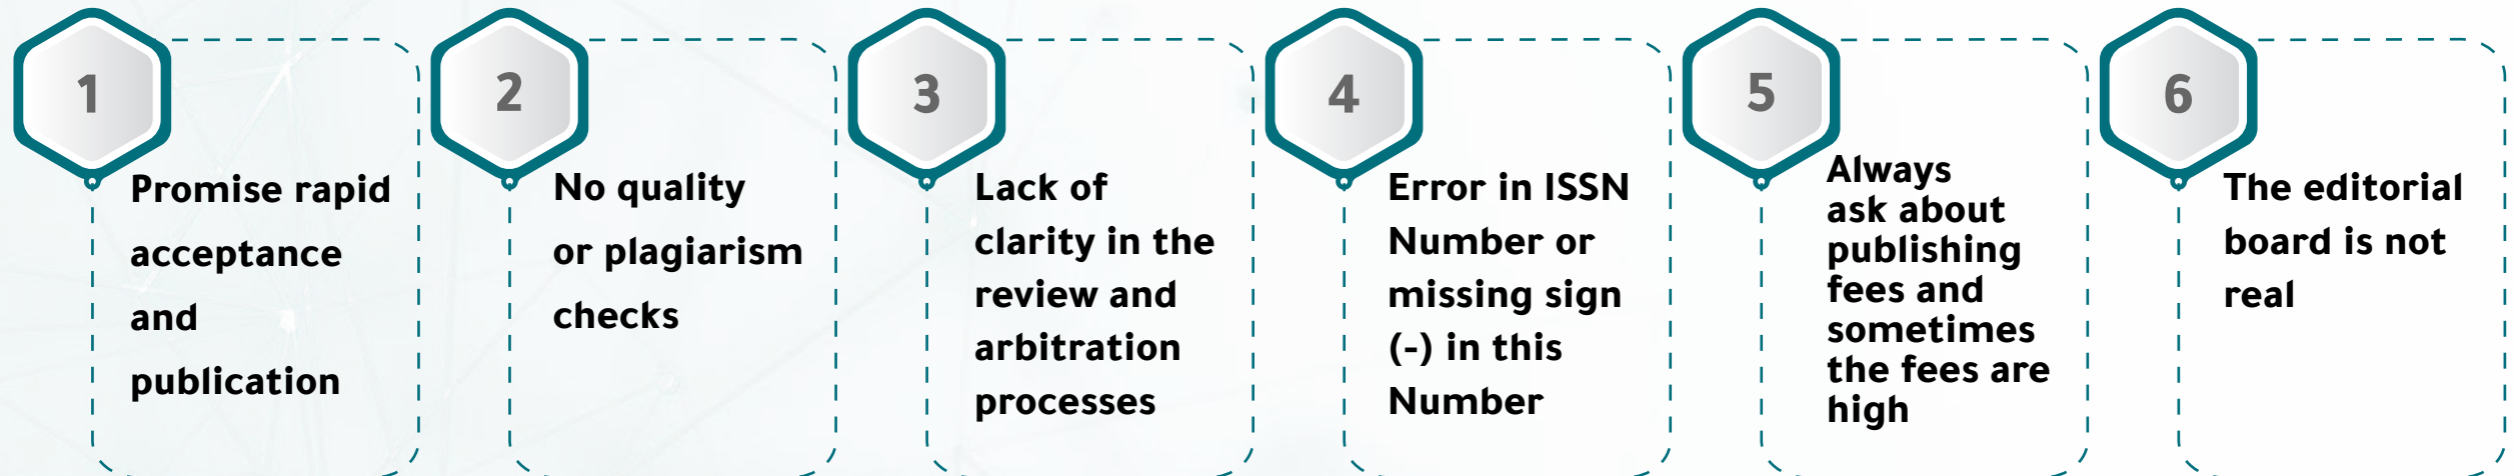 1
Promise rapid
acceptance
and
publication
2
No quality
or plagiarism
checks
3
Lack of
clarity in the
review and
arbitration
processes
4
Error in ISSN
Number or
missing sign
(-) in this
Number
5
Always
ask about
publishing
fees and
sometimes
the fees are
high
6
The editorial
board is not
real